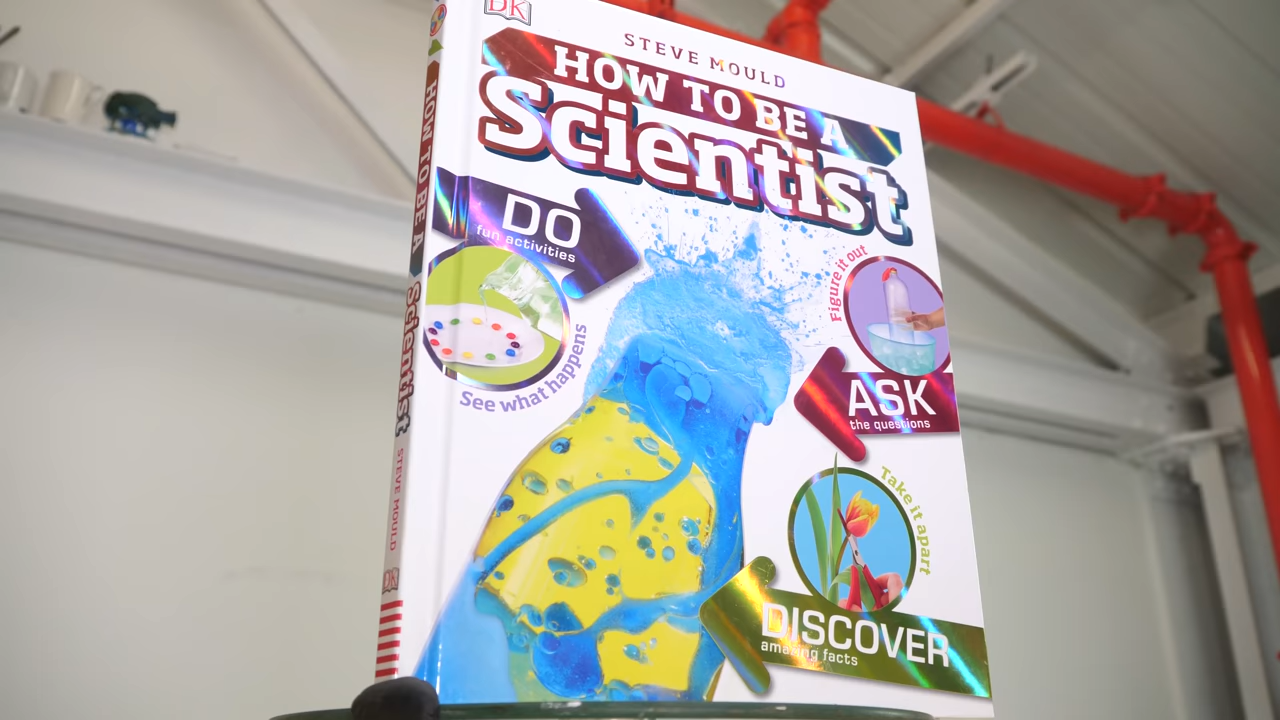 DK
STEVE MOULD
HOW TO BE A
Scientist
DO
fun activities
See what happens
Figure it out
ASK
the questions
Take it apart
DISCOVER
amazing facts
HOW TO BE A Scientist STEVE MOULD DK